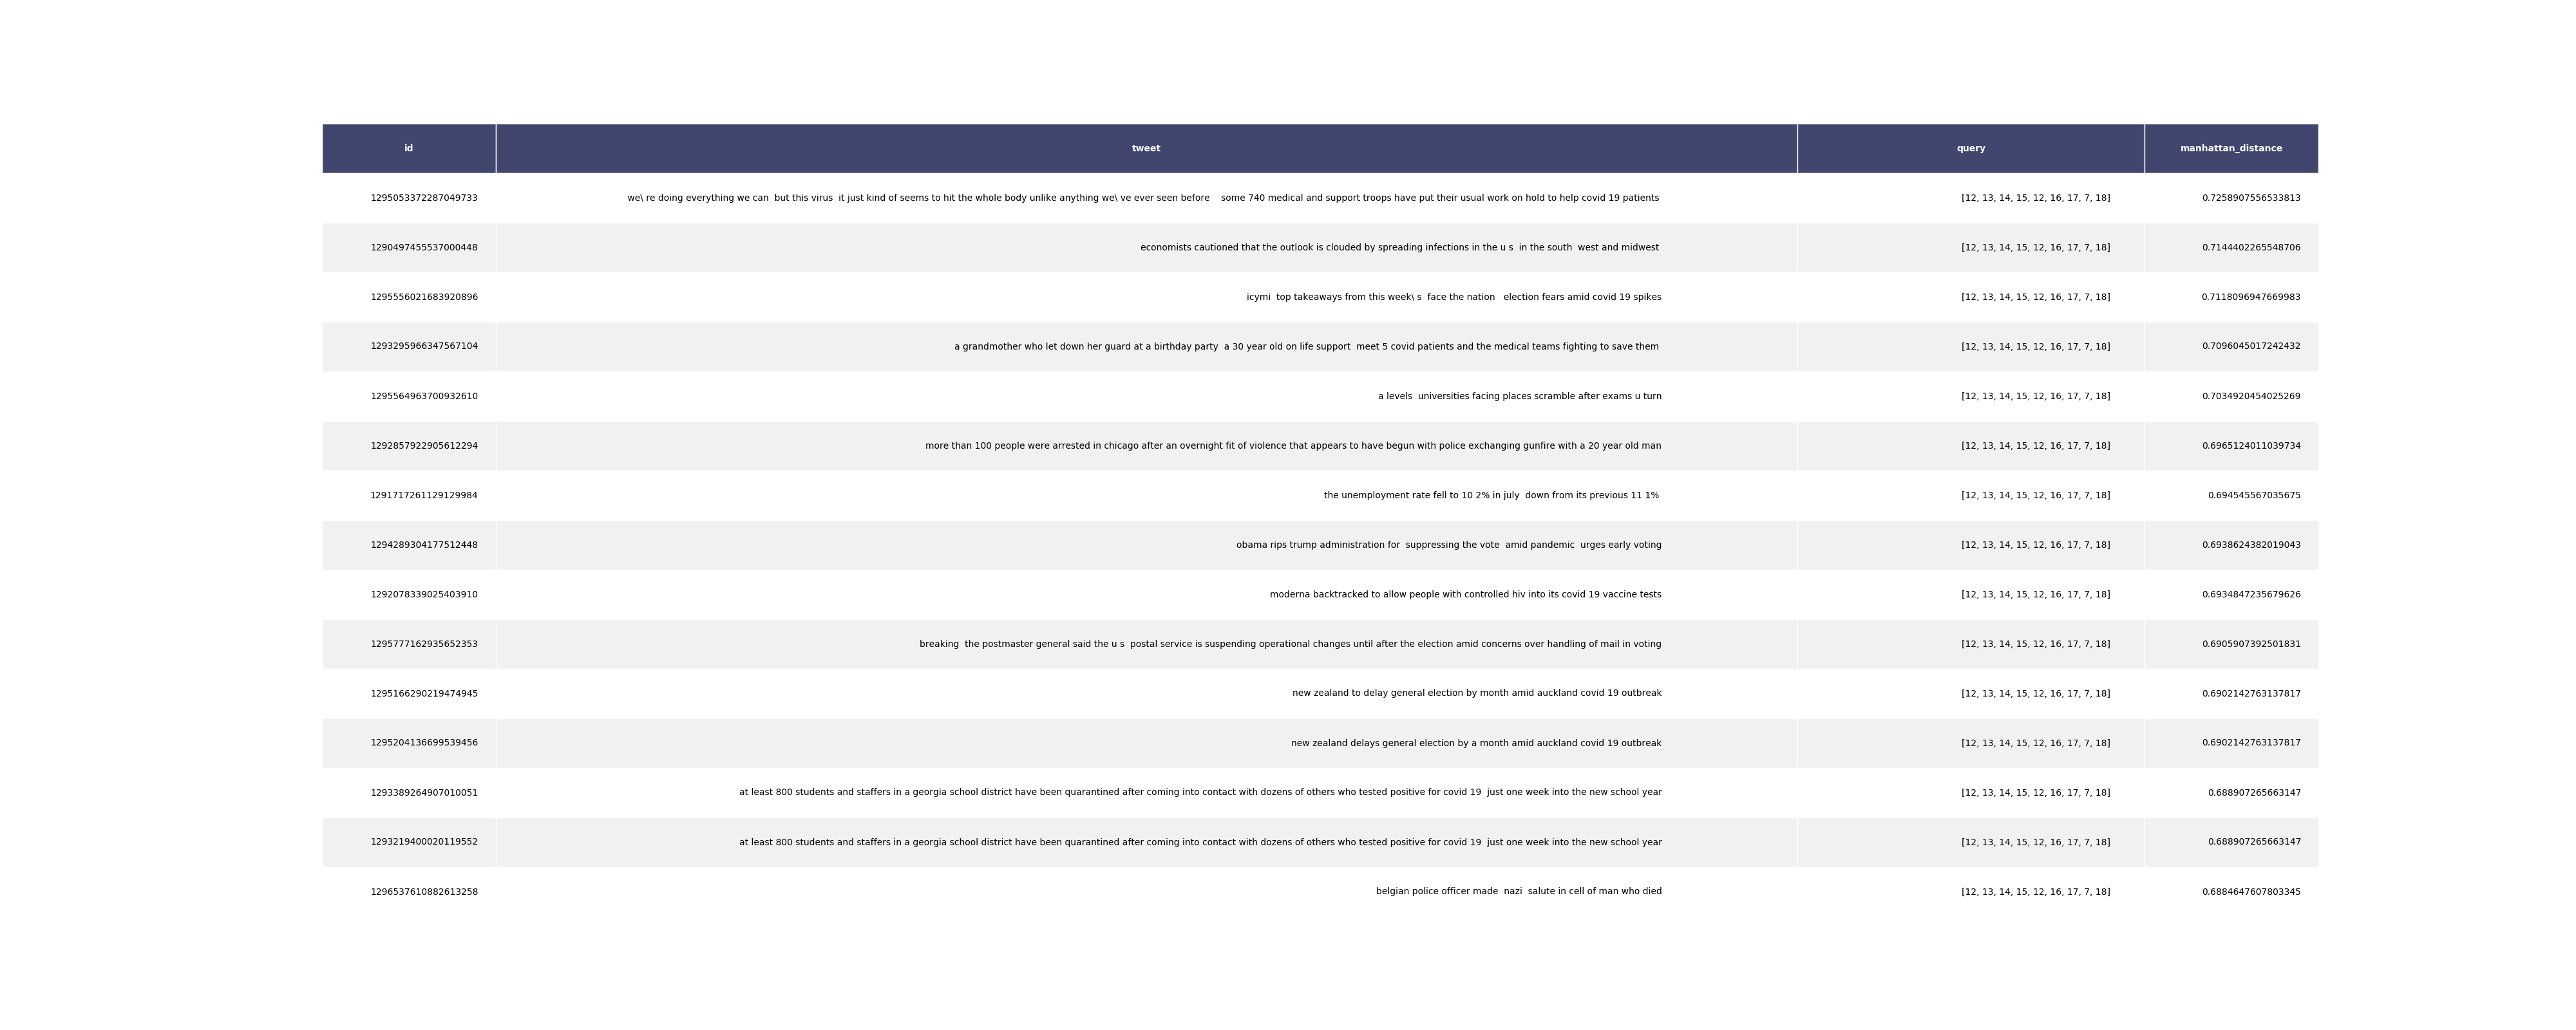 id tweet query manhattan_distance
1295053372287049733 we\ re doing everything we can  but this virus  it just kind of seems to hit the whole body unlike anything we\ ve ever seen before    some 740 medical and support troops have put their usual work on hold to help covid 19 patients [12, 13, 14, 15, 12, 16, 17, 7, 18] 0.7258907556533813
1290497455537000448 economists cautioned that the outlook is clouded by spreading infections in the u s  in the south  west and midwest [12, 13, 14, 15, 12, 16, 17, 7, 18] 0.7144402265548706
1295556021683920896 icymi  top takeaways from this week\ s  face the nation   election fears amid covid 19 spikes [12, 13, 14, 15, 12, 16, 17, 7, 18] 0.7118096947669983
1293295966347567104 a grandmother who let down her guard at a birthday party  a 30 year old on life support  meet 5 covid patients and the medical teams fighting to save them [12, 13, 14, 15, 12, 16, 17, 7, 18] 0.7096045017242432
1295564963700932610 a levels  universities facing places scramble after exams u turn [12, 13, 14, 15, 12, 16, 17, 7, 18] 0.7034920454025269
1292857922905612294 more than 100 people were arrested in chicago after an overnight fit of violence that appears to have begun with police exchanging gunfire with a 20 year old man [12, 13, 14, 15, 12, 16, 17, 7, 18] 0.6965124011039734
1291717261129129984 the unemployment rate fell to 10 2% in july  down from its previous 11 1% [12, 13, 14, 15, 12, 16, 17, 7, 18] 0.694545567035675
1294289304177512448 obama rips trump administration for  suppressing the vote  amid pandemic  urges early voting [12, 13, 14, 15, 12, 16, 17, 7, 18] 0.6938624382019043
1292078339025403910 moderna backtracked to allow people with controlled hiv into its covid 19 vaccine tests [12, 13, 14, 15, 12, 16, 17, 7, 18] 0.6934847235679626
1295777162935652353 breaking  the postmaster general said the u s  postal service is suspending operational changes until after the election amid concerns over handling of mail in voting [12, 13, 14, 15, 12, 16, 17, 7, 18] 0.6905907392501831
1295166290219474945 new zealand to delay general election by month amid auckland covid 19 outbreak [12, 13, 14, 15, 12, 16, 17, 7, 18] 0.6902142763137817
1295204136699539456 new zealand delays general election by a month amid auckland covid 19 outbreak [12, 13, 14, 15, 12, 16, 17, 7, 18] 0.6902142763137817
1293389264907010051 at least 800 students and staffers in a georgia school district have been quarantined after coming into contact with dozens of others who tested positive for covid 19  just one week into the new school year [12, 13, 14, 15, 12, 16, 17, 7, 18] 0.688907265663147
1293219400020119552 at least 800 students and staffers in a georgia school district have been quarantined after coming into contact with dozens of others who tested positive for covid 19  just one week into the new school year [12, 13, 14, 15, 12, 16, 17, 7, 18] 0.688907265663147
1296537610882613258 belgian police officer made  nazi  salute in cell of man who died [12, 13, 14, 15, 12, 16, 17, 7, 18] 0.6884647607803345